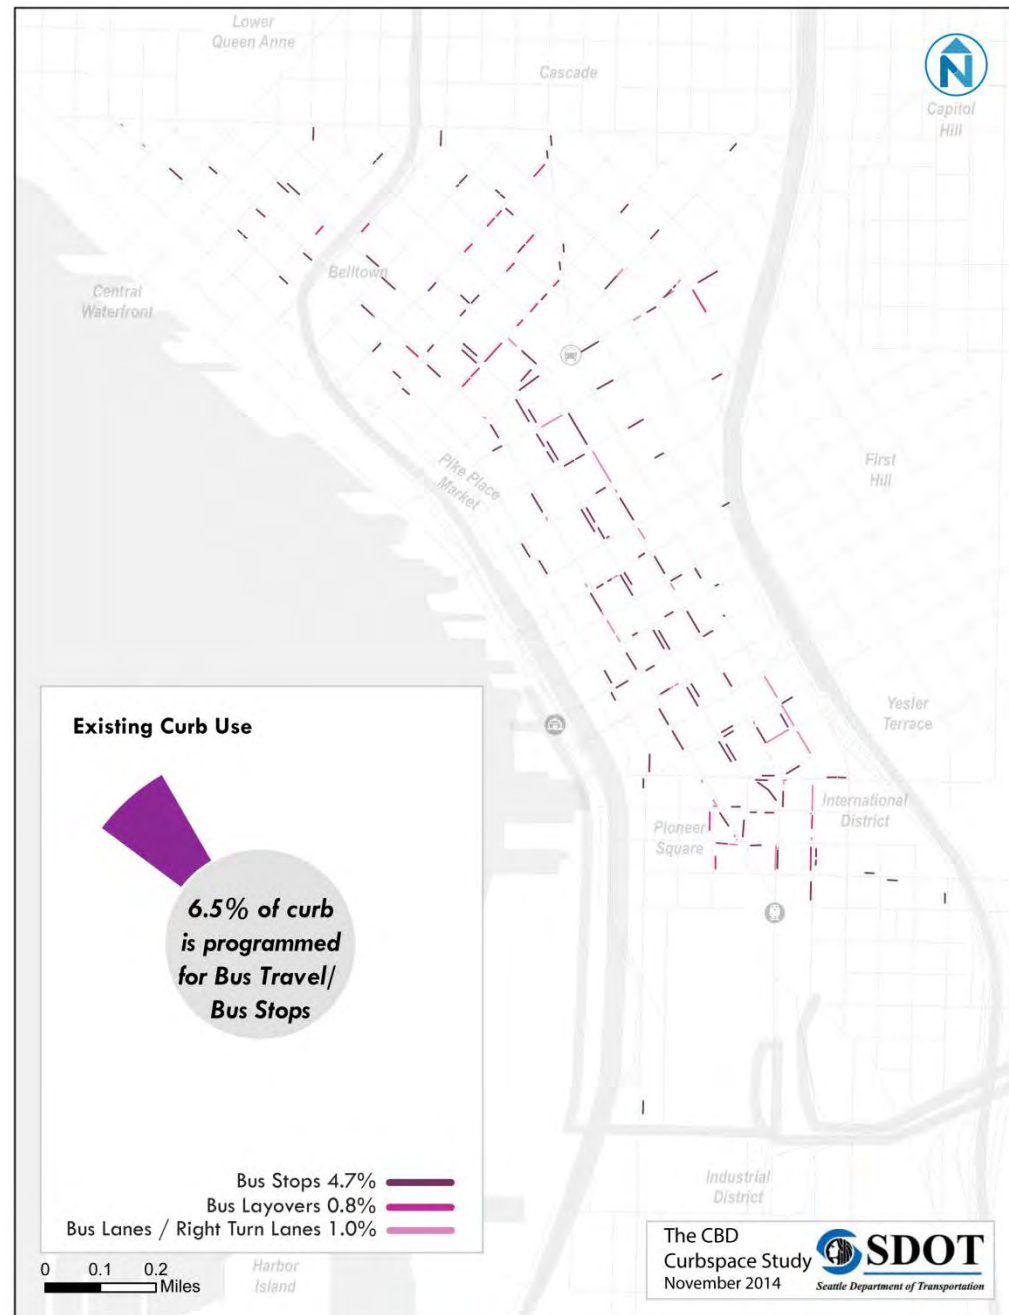 Lower
Queen Anne
Cascade
N
Capitol
Hill
Belltown
Central
Waterfront
Pike Place
Market
First
Hill
Yesler
Terrace
International
District
Pioneer
Square
Existing Curb Use
6.5% of curb
is programmed
for Bus Travel/
Bus Stops
Bus Stops 4.7%
Bus Layovers 0.8%
Bus Lanes / Right Turn Lanes 1.0%
Industrial
District
Harbor
Island
0 0.1 0.2
Miles
The CBD
Curbspace Study
November 2014
SDOT
Seattle Department of Transportation